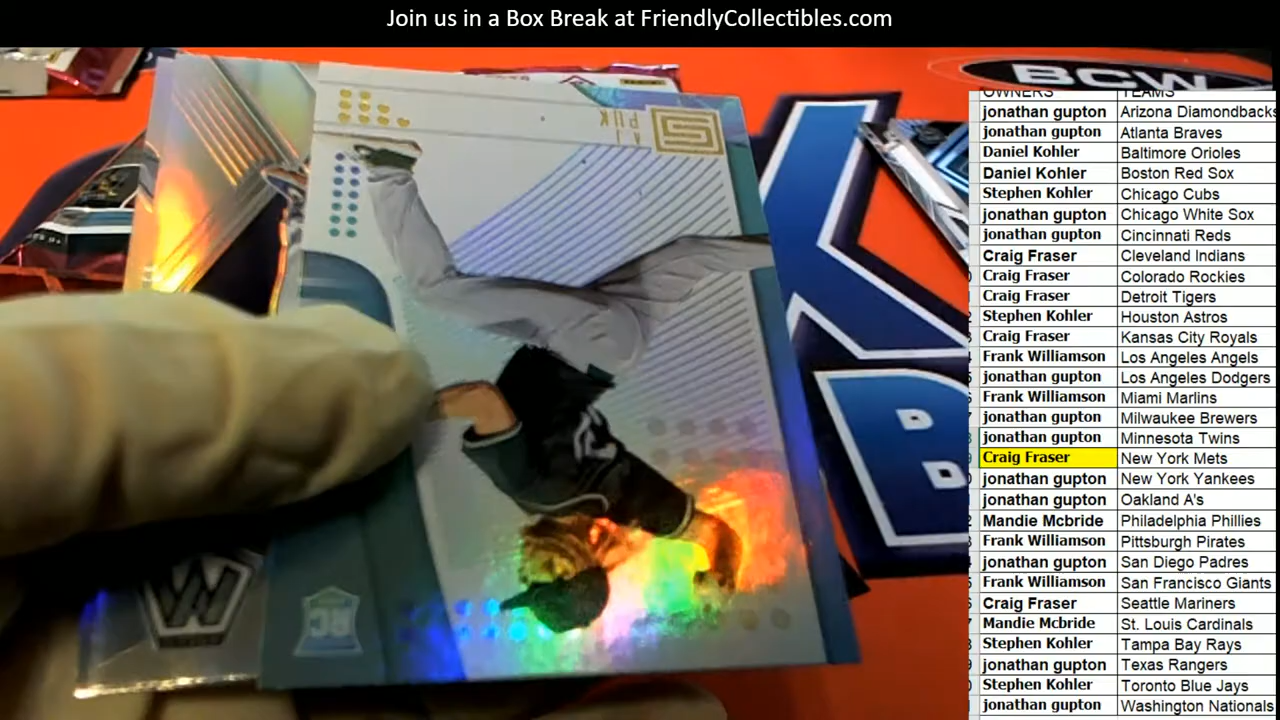 Join us in a Box Break at FriendlyCollectibles.com
BCW
OWNERS TEAMS
jonathan gupton Arizona Diamondbacks
jonathan gupton Atlanta Braves
Daniel Kohler Baltimore Orioles
Daniel Kohler Boston Red Sox
Stephen Kohler Chicago Cubs
jonathan gupton Chicago White Sox
jonathan gupton Cincinnati Reds
Craig Fraser Cleveland Indians
Craig Fraser Colorado Rockies
Craig Fraser Detroit Tigers
Stephen Kohler Houston Astros
Craig Fraser Kansas City Royals
Frank Williamson Los Angeles Angels
jonathan gupton Los Angeles Dodgers
Frank Williamson Miami Marlins
jonathan gupton Milwaukee Brewers
jonathan gupton Minnesota Twins
Craig Fraser New York Mets
jonathan gupton New York Yankees
jonathan gupton Oakland A's
Mandie Mcbride Philadelphia Phillies
Frank Williamson Pittsburgh Pirates
jonathan gupton San Diego Padres
Frank Williamson San Francisco Giants
Craig Fraser Seattle Mariners
Mandie Mcbride St. Louis Cardinals
Stephen Kohler Tampa Bay Rays
jonathan gupton Texas Rangers
Stephen Kohler Toronto Blue Jays
jonathan gupton Washington Nationals
A.J.
PUK
B